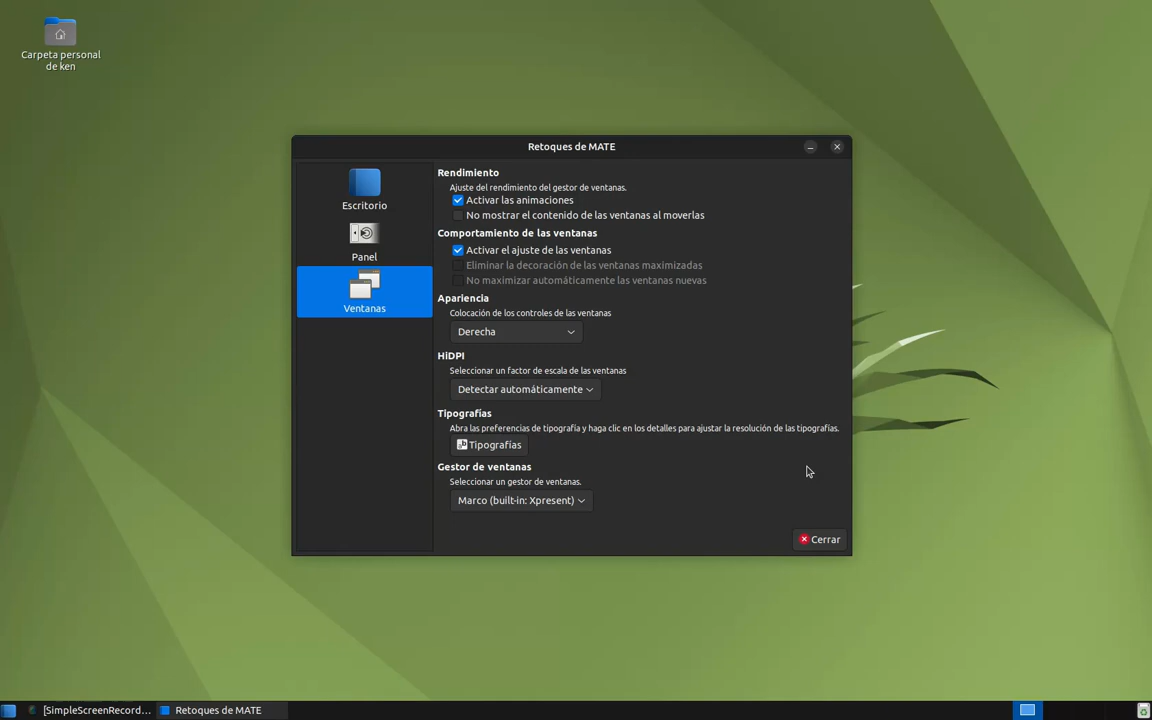 Carpeta personal
de ken
Retoques de MATE
Escritorio
Panel
Ventanas
Rendimiento
Ajuste del rendimiento del gestor de ventanas.
Activar las animaciones
No mostrar el contenido de las ventanas al moverlas
Comportamiento de las ventanas
Activar el ajuste de las ventanas
Eliminar la decoración de las ventanas maximizadas
No maximizar automáticamente las ventanas nuevas
Apariencia
Colocación de los controles de las ventanas
Derecha
HiDPI
Seleccionar un factor de escala de las ventanas
Detectar automáticamente
Tipografías
Abra las preferencias de tipografía y haga clic en los detalles para ajustar la resolución de las tipografías.
Tipografías
Gestor de ventanas
Seleccionar un gestor de ventanas.
Marco (built-in: Xpresent)
Cerrar
[SimpleScreenRecord...
Retoques de MATE